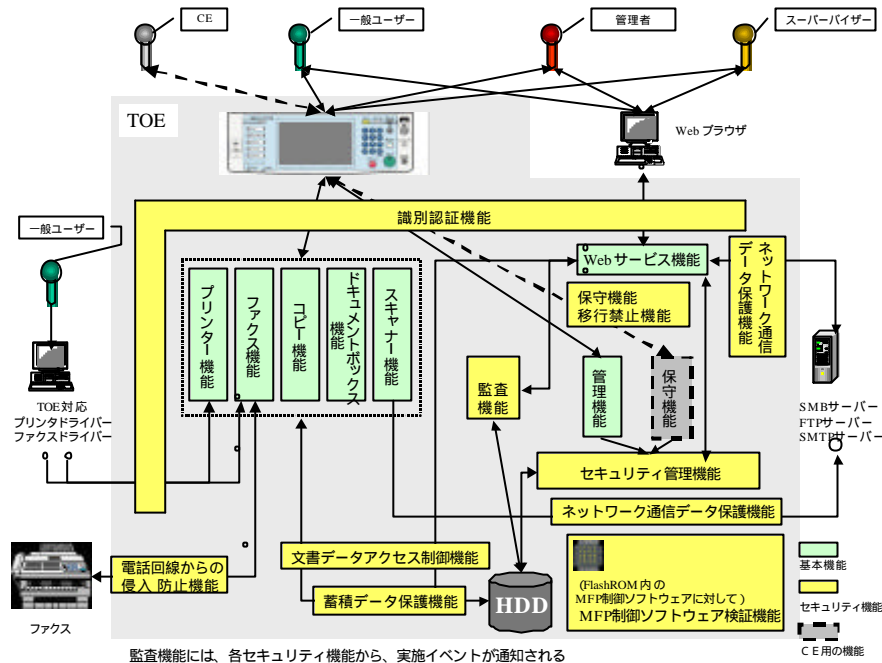 CE
一般ユーザー
管理者
スーパーバイザー
TOE
Web ブラウザ
一般ユーザー
識別認証機能
Webサービス機能
ネットワーク通信
データ保護機能
プリンター機能
ファクス機能
コピー機能
ドキュメントボックス
機能
スキャナー機能
保守機能
移行禁止機能
監査
機能
管理機能
保守機能
TOE対応
プリンタドライバー
ファクスドライバー
SMBサーバー
FTPサーバー
SMTPサーバー
セキュリティ管理機能
ネットワーク通信データ保護機能
電話回線からの
侵入防止機能
文書データアクセス制御機能
蓄積データ保護機能
HDD
(FlashROM内の
MFP制御ソフトウェアに対して)
MFP制御ソフトウェア検証機能
基本機能
セキュリティ機能
CE用の機能
ファクス
監査機能には、各セキュリティ機能から、実施イベントが通知される